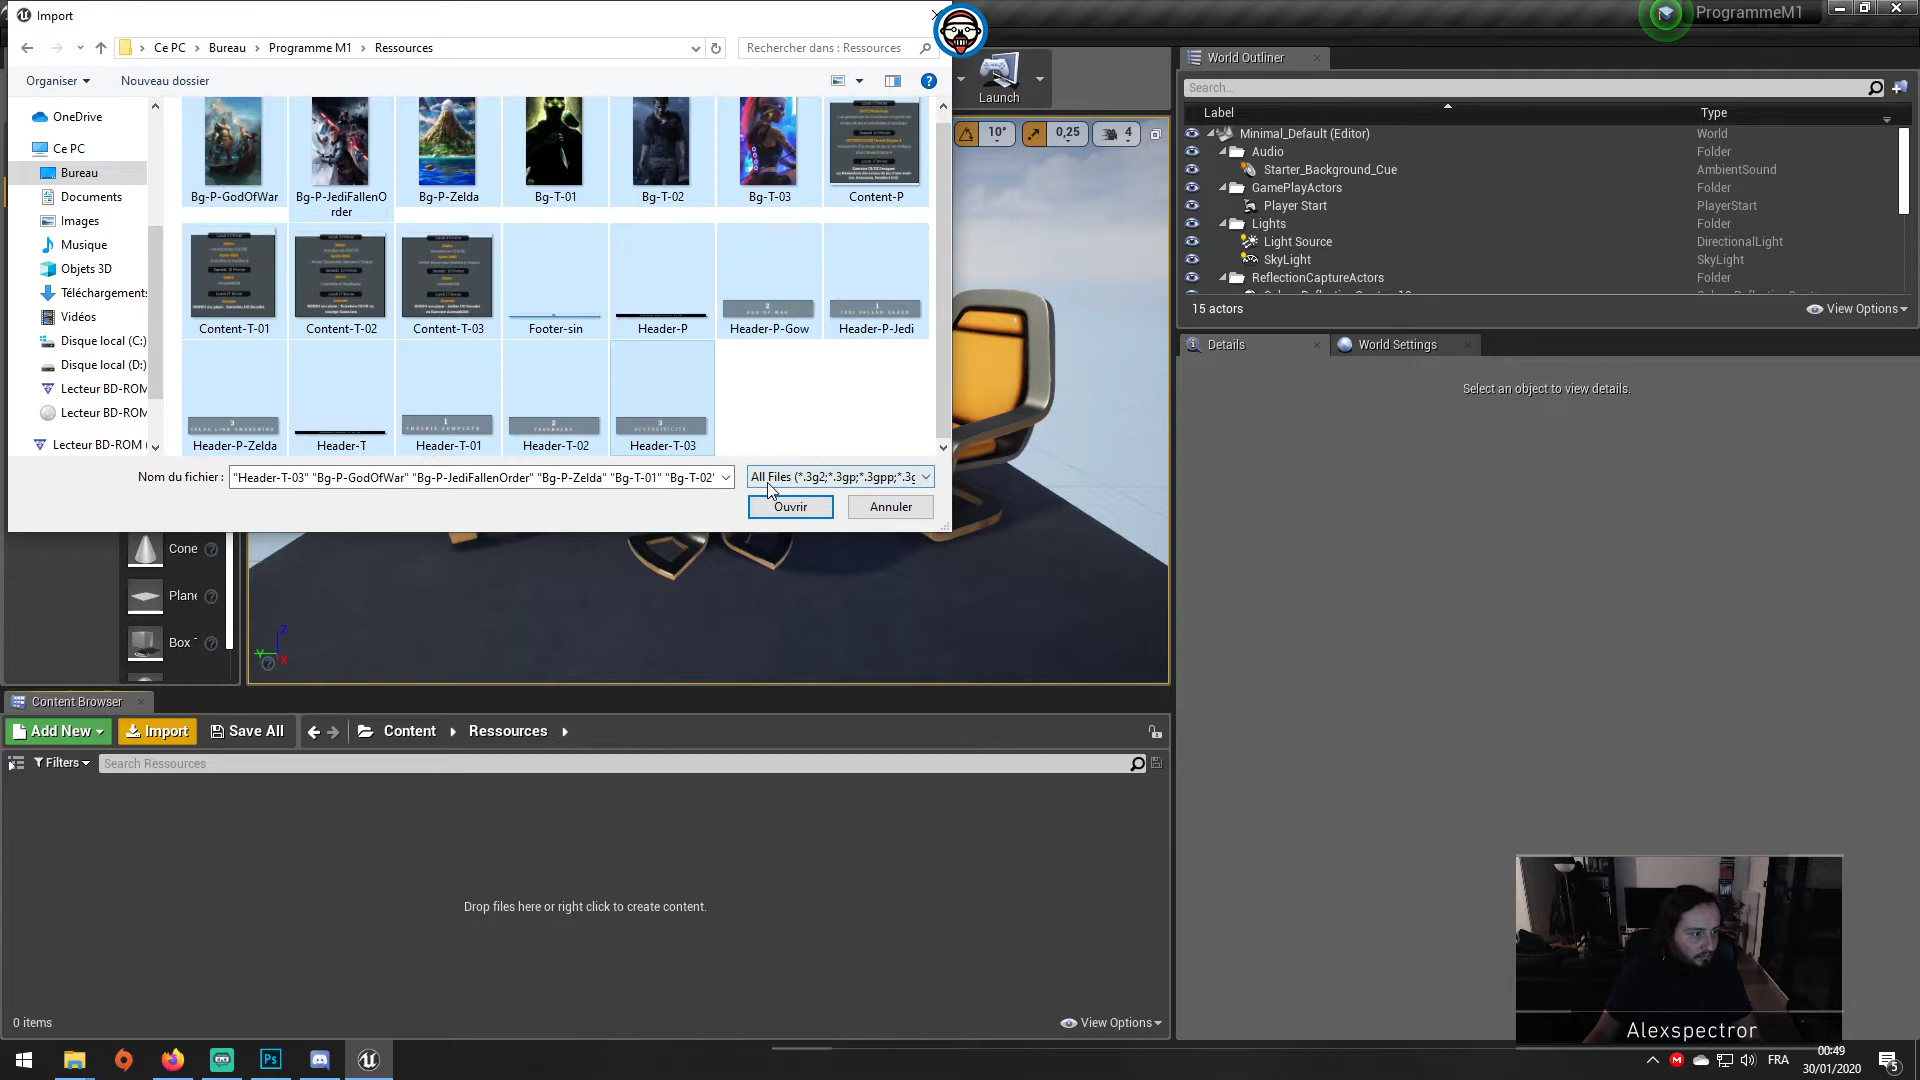 Import
ProgrammeM1
Ce PC
Bureau
Programme M1
Ressources
Rechercher dans : Ressources
Organiser
Nouveau dossier
?
OneDrive
Ce PC
Bureau
Documents
Images
Musique
Objets 3D
Téléchargements
Vidéos
Disque local (C:)
Disque local (D:)
Lecteur BD-ROM
Lecteur BD-ROM
Lecteur BD-ROM (
Bg-P-GodOfWar
Bg-P-JediFallenO
rder
Bg-P-Zelda
Bg-T-01
Bg-T-02
Bg-T-03
Content-P
Content-T-01
Content-T-02
Content-T-03
Footer-sin
Header-P
Header-P-Gow
Header-P-Jedi
Header-P-Zelda
Header-T
Header-T-01
Header-T-02
Header-T-03
Nom du fichier :
"Header-T-03" "Bg-P-GodOfWar" "Bg-P-JediFallenOrder" "Bg-P-Zelda" "Bg-T-01" "Bg-T-02"
All Files (*.3g2;*.3gp;*.3gpp;*.3g
Ouvrir
Annuler
Launch
10°
0,25
4
World Outliner
Search...
Label
Type
Minimal_Default (Editor)
World
Audio
Folder
Starter_Background_Cue
AmbientSound
GamePlayActors
Folder
Player Start
PlayerStart
Lights
Folder
Light Source
DirectionalLight
SkyLight
SkyLight
ReflectionCaptureActors
Folder
15 actors
View Options
Details
World Settings
Select an object to view details.
Cone
Plane
Box
Z
Y
X
Content Browser
Add New
Import
Save All
Content
Ressources
Filters
Search Ressources
Drop files here or right click to create content.
0 items
View Options
Alexspectror
Ps
FRA
00:49
30/01/2020
5